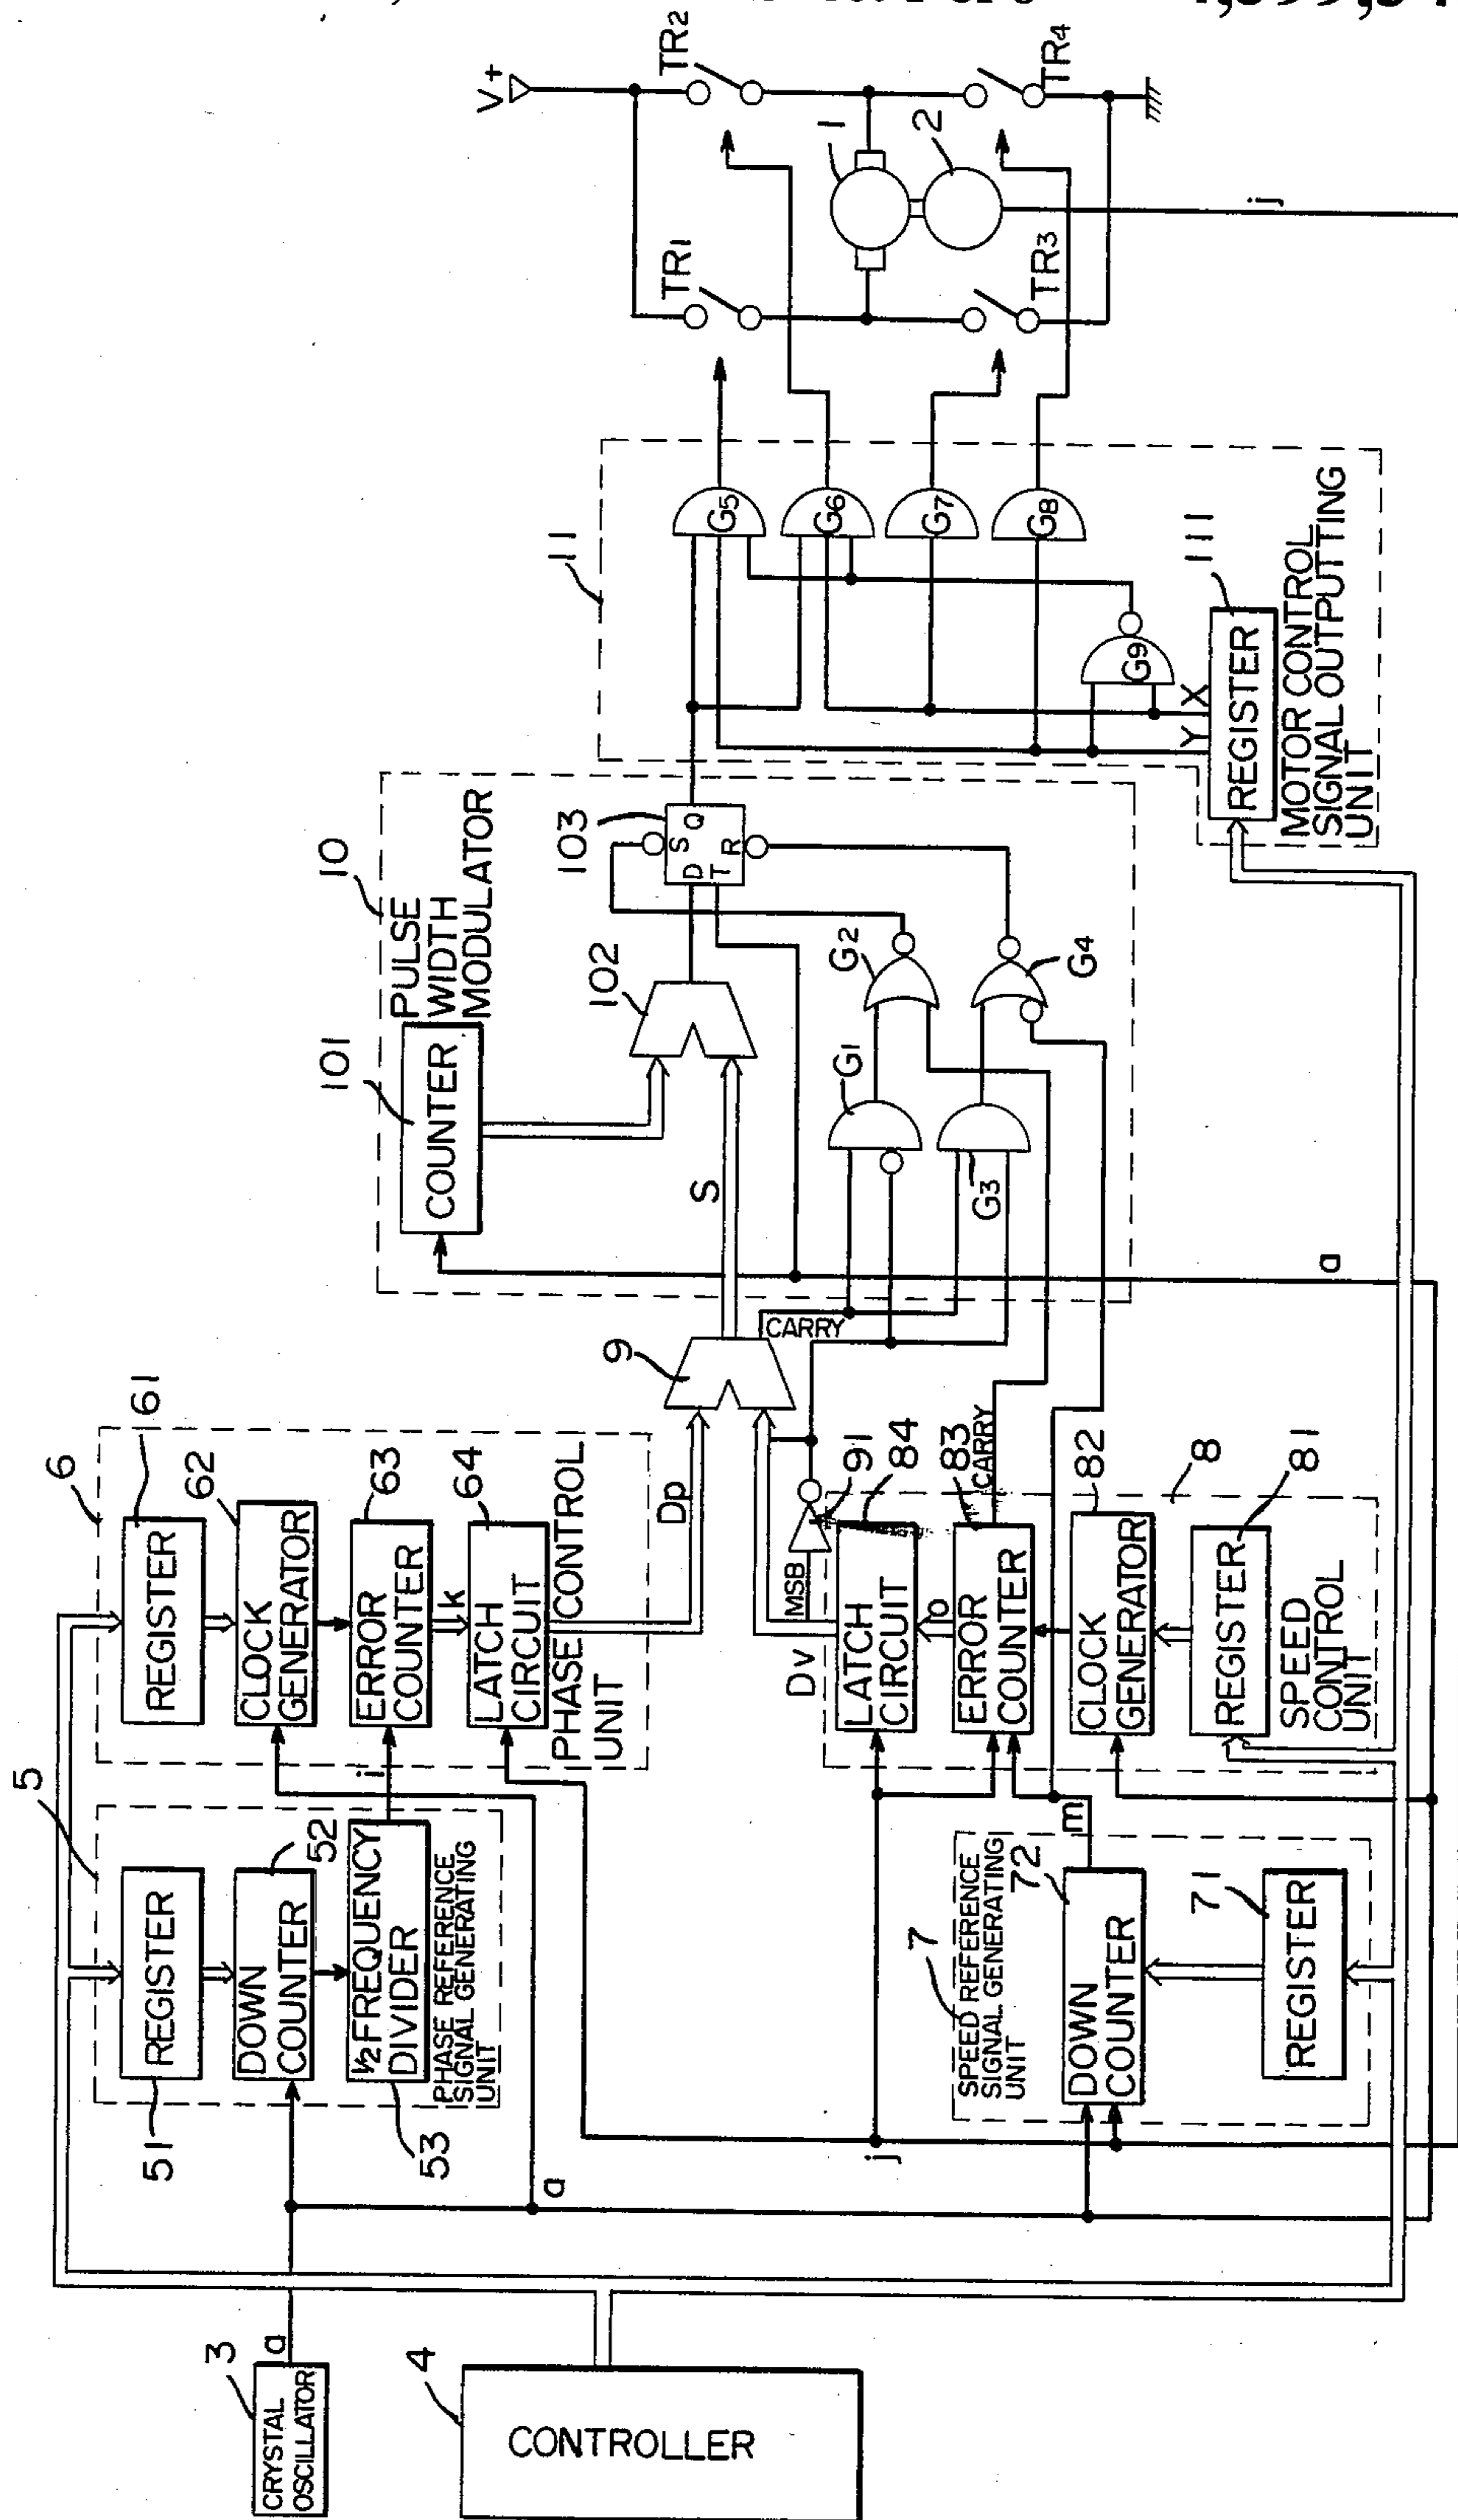 3
CRYSTAL
OSCILLATOR
a
4
CONTROLLER
5
51
REGISTER
DOWN
COUNTER
52
½ FREQUENCY
DIVIDER
53
PHASE REFERENCE
SIGNAL GENERATING
UNIT
a
i
6
61
REGISTER
62
CLOCK
GENERATOR
63
ERROR
COUNTER
k
64
LATCH
CIRCUIT
PHASE CONTROL
UNIT
Dp
j
7
SPEED REFERENCE
SIGNAL GENERATING
UNIT
72
DOWN
COUNTER
71
REGISTER
m
Dv
MSB
91
LATCH
CIRCUIT
84
o
ERROR
COUNTER
83
CARRY
CLOCK
GENERATOR
82
8
REGISTER
81
SPEED
CONTROL
UNIT
9
CARRY
S
a
10
PULSE
WIDTH
MODULATOR
101
COUNTER
102
103
D
S
Q
T
R
G1
G2
G3
G4
11
G5
G6
G7
G8
G9
Y
X
111
REGISTER
MOTOR CONTROL
SIGNAL OUTPUTTING
UNIT
V+
TR1
TR2
TR3
TR4
1
2
j